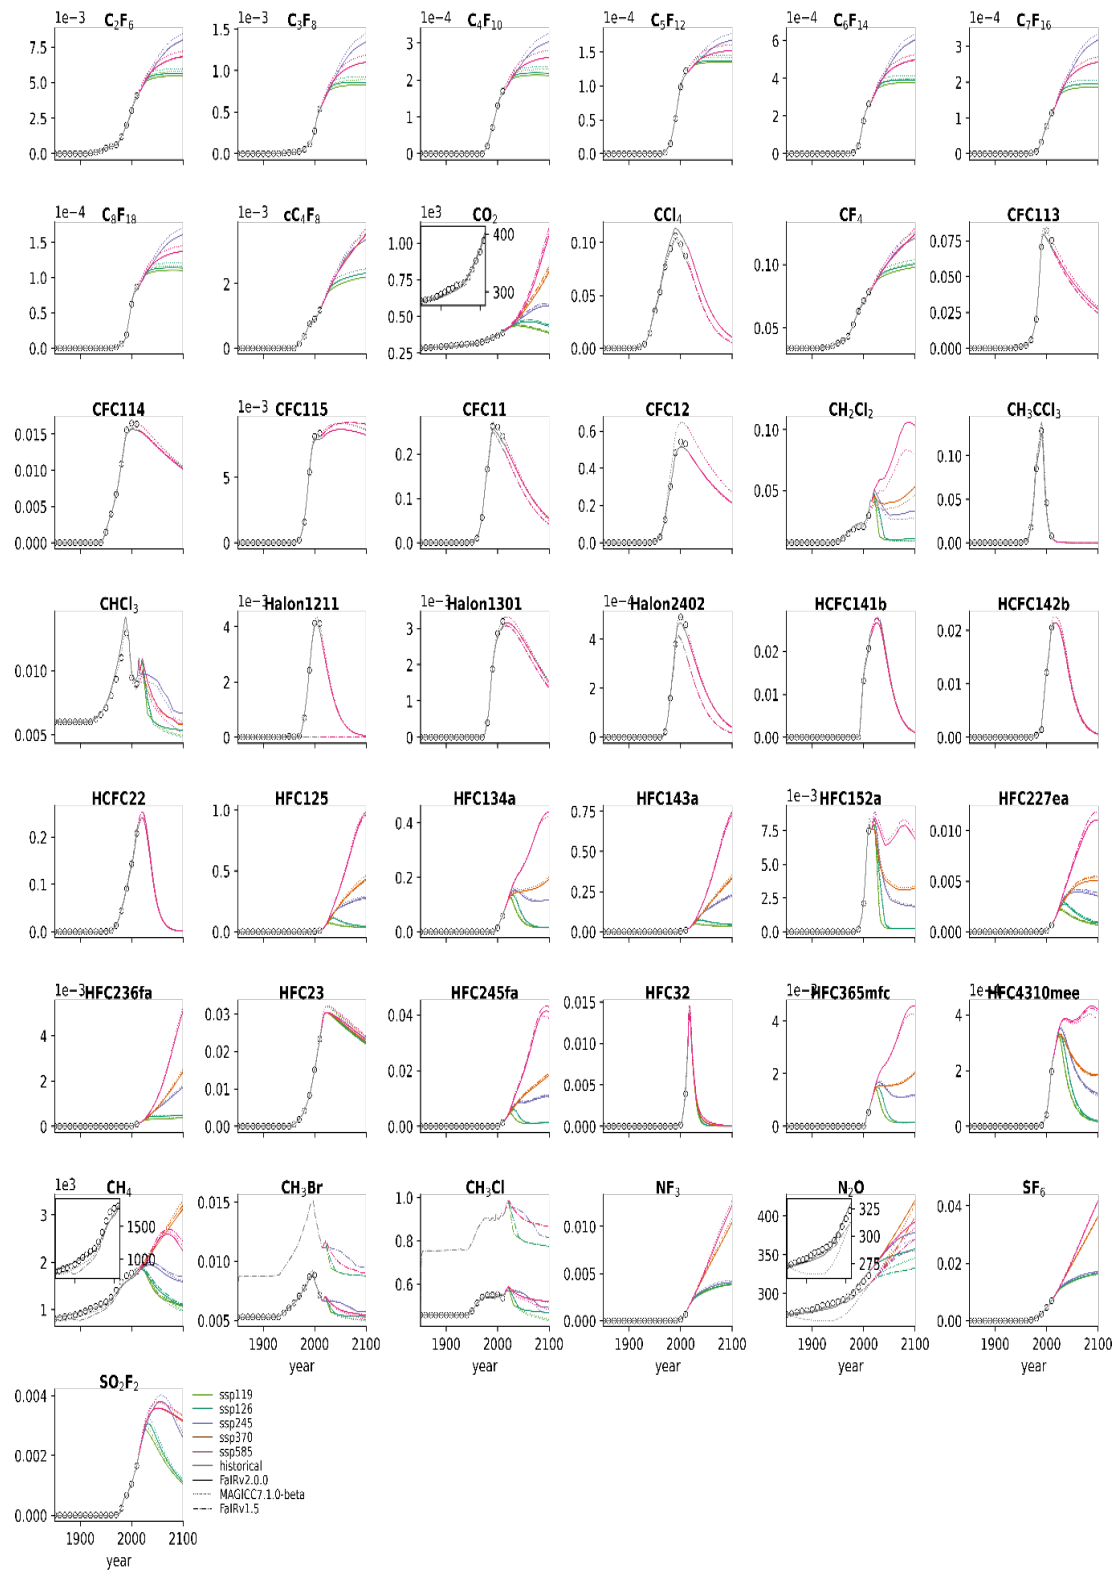 1e−3 C₂F₆
7.5
5.0
2.5
0.0
1e−3 C₃F₈
1.5
1.0
0.5
0.0
1e−4 C₄F₁₀
3
2
1
0
1e−4 C₅F₁₂
1.5
1.0
0.5
0.0
1e−4 C₆F₁₄
6
4
2
0
1e−4 C₇F₁₆
3
2
1
0
1e−4 C₈F₁₈
1.5
1.0
0.5
0.0
1e−3 cC₄F₈
2
0
1e3 CO₂
1.00
0.75
0.50
0.25
400
300
CCl₄
0.10
0.05
0.00
CF₄
0.10
0.05
CFC113
0.075
0.050
0.025
0.000
CFC114
0.015
0.010
0.005
0.000
1e−3 CFC115
5
0
CFC11
0.2
0.1
0.0
CFC12
0.6
0.4
0.2
0.0
CH₂Cl₂
0.10
0.05
CH₃CCl₃
0.10
0.05
0.00
CHCl₃
0.010
0.005
1e−3 Halon1211
4
2
0
1e−3 Halon1301
3
2
1
0
1e−4 Halon2402
4
2
0
HCFC141b
0.02
0.01
0.00
HCFC142b
0.02
0.01
0.00
HCFC22
0.2
0.1
0.0
HFC125
1.0
0.5
0.0
HFC134a
0.4
0.2
0.0
HFC143a
0.75
0.50
0.25
0.00
1e−3 HFC152a
7.5
5.0
2.5
0.0
HFC227ea
0.010
0.005
0.000
1e−3 HFC236fa
4
2
0
HFC23
0.03
0.02
0.01
0.00
HFC245fa
0.04
0.02
0.00
HFC32
0.015
0.010
0.005
0.000
HFC365mfc
4
2
0
HFC4310mee
4
2
0
1e3 CH₄
3
2
1
1500
1000
CH₃Br
0.015
0.010
0.005
1900 2000 2100
year
CH₃Cl
1.0
0.8
0.6
1900 2000 2100
year
NF₃
0.010
0.005
0.000
1900 2000 2100
year
N₂O
400
350
300
325
300
275
1900 2000 2100
year
SF₆
0.04
0.02
0.00
1900 2000 2100
year
SO₂F₂
0.004
0.002
0.000
1900 2000 2100
year
ssp119
ssp126
ssp245
ssp370
ssp585
historical
FaIRv2.0.0
MAGICC7.1.0-beta
FaIRv1.5